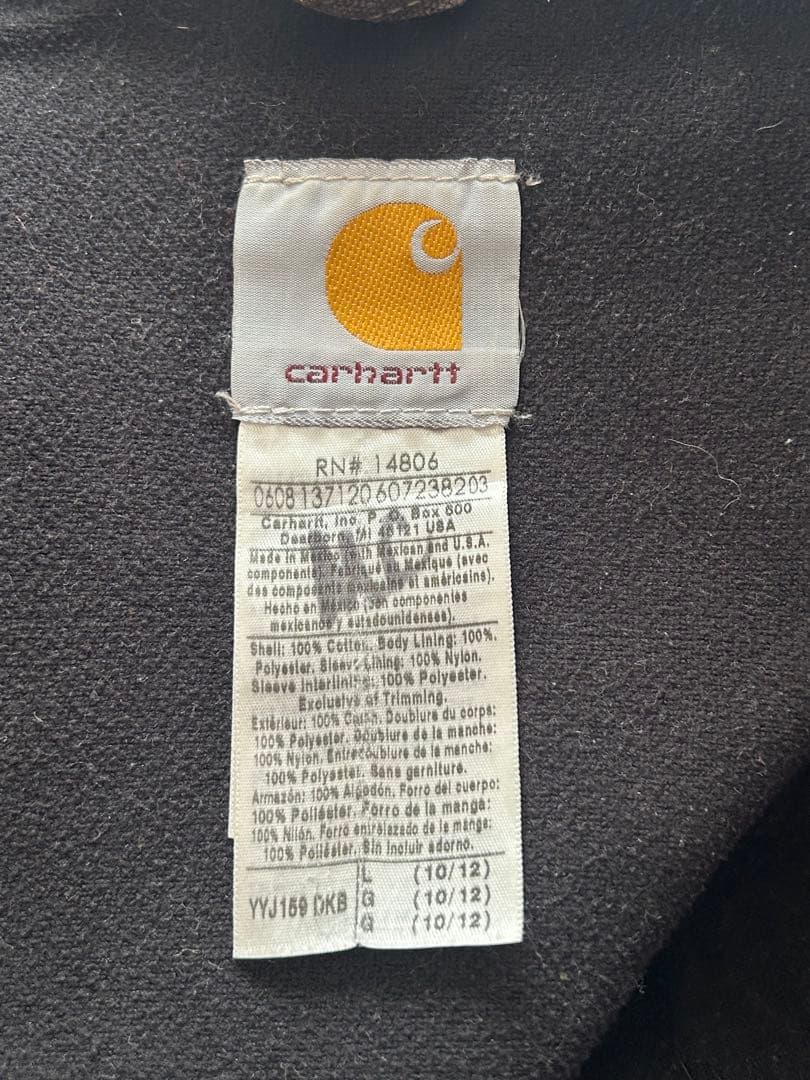 carhartt
RN# 14806
0608 137120 607238203
Carhartt, Inc. P.O. Box 600
Dearborn, MI 48121 USA
Made in Mexico with Mexican and U.S.A.
components. Fabriqué au Mexique (avec
des composants mexicains et américains).
Hecho en México (con componentes
mexicanos y estadounidenses).
Shell: 100% Cotton. Body Lining: 100%
Polyester. Sleeve Lining: 100% Nylon.
Sleeve Interlining: 100% Polyester.
Exclusive of Trimming.
Extérieur: 100% Coton. Doublure du corps:
100% Polyester. Doublure de la manche:
100% Nylon. Entredoublure de la manche:
100% Polyester. Sans garniture.
Armazón: 100% Algodón. Forro del cuerpo:
100% Poliéster. Forro de la manga:
100% Nilón. Forro entrelazado de la manga:
100% Poliéster. Sin incluir adorno.
YYJ159 DKB
L (10/12)
G (10/12)
G (10/12)